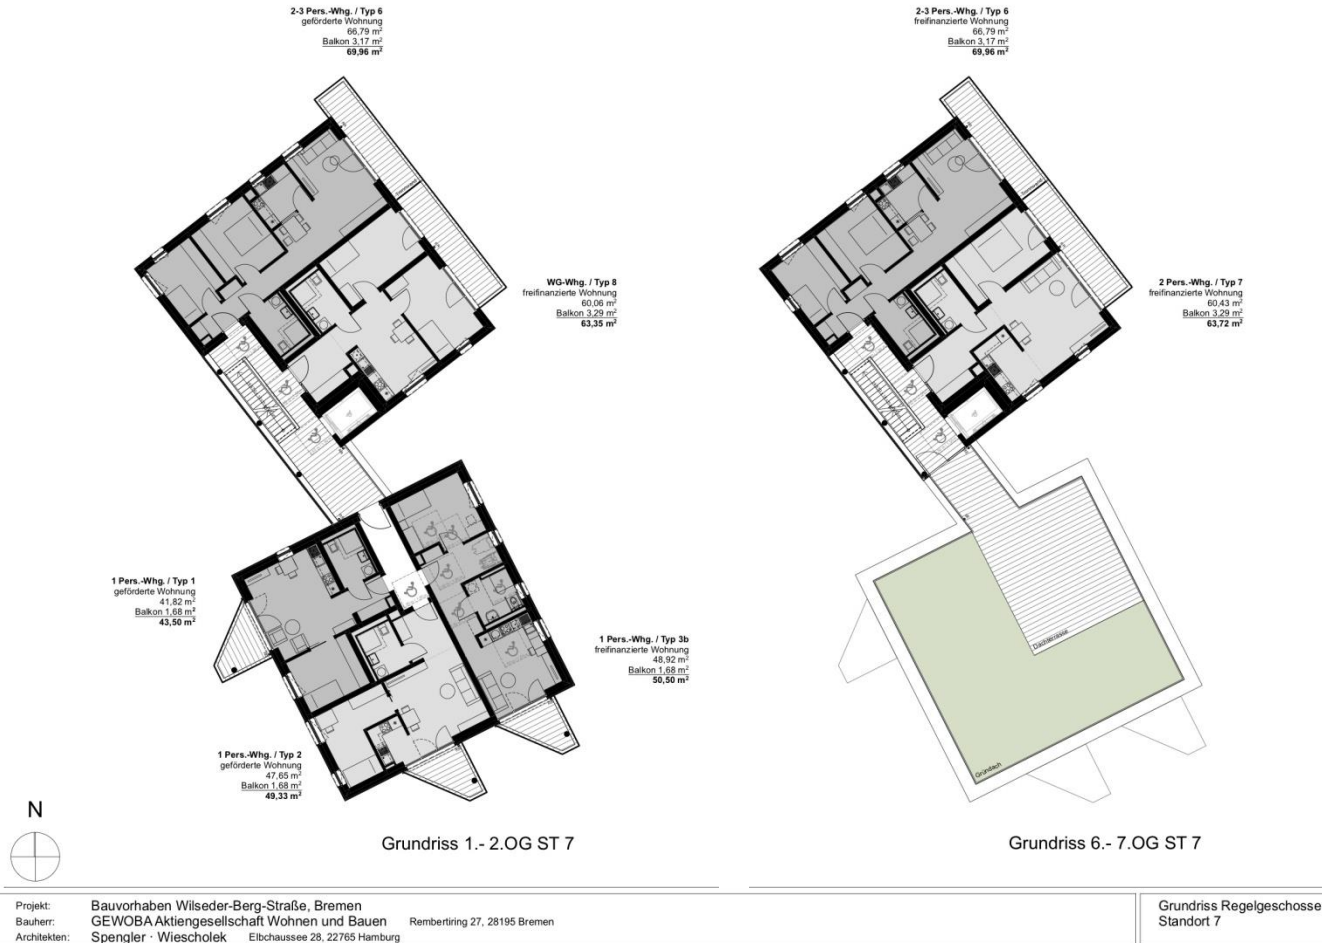 2-3 Pers.-Whg. / Typ 6
geförderte Wohnung
66,79 m²
Balkon 3,17 m²
69,96 m²
WG-Whg. / Typ 8
freifinanzierte Wohnung
60,06 m²
Balkon 3,29 m²
63,35 m²
1 Pers.-Whg. / Typ 1
geförderte Wohnung
41,82 m²
Balkon 1,68 m²
43,50 m²
1 Pers.-Whg. / Typ 3b
freifinanzierte Wohnung
48,92 m²
Balkon 1,68 m²
50,50 m²
1 Pers.-Whg. / Typ 2
geförderte Wohnung
47,65 m²
Balkon 1,68 m²
49,33 m²
N
Grundriss 1.- 2.OG ST 7
2-3 Pers.-Whg. / Typ 6
freifinanzierte Wohnung
66,79 m²
Balkon 3,17 m²
69,96 m²
2 Pers.-Whg. / Typ 7
freifinanzierte Wohnung
60,43 m²
Balkon 3,29 m²
63,72 m²
Dachterrasse
Gründach
Grundriss 6.- 7.OG ST 7
Projekt: Bauvorhaben Wilseder-Berg-Straße, Bremen
Bauherr: GEWOBA Aktiengesellschaft Wohnen und Bauen Rembertiring 27, 28195 Bremen
Architekten: Spengler · Wiescholek Elbchaussee 28, 22765 Hamburg
Grundriss Regelgeschosse
Standort 7